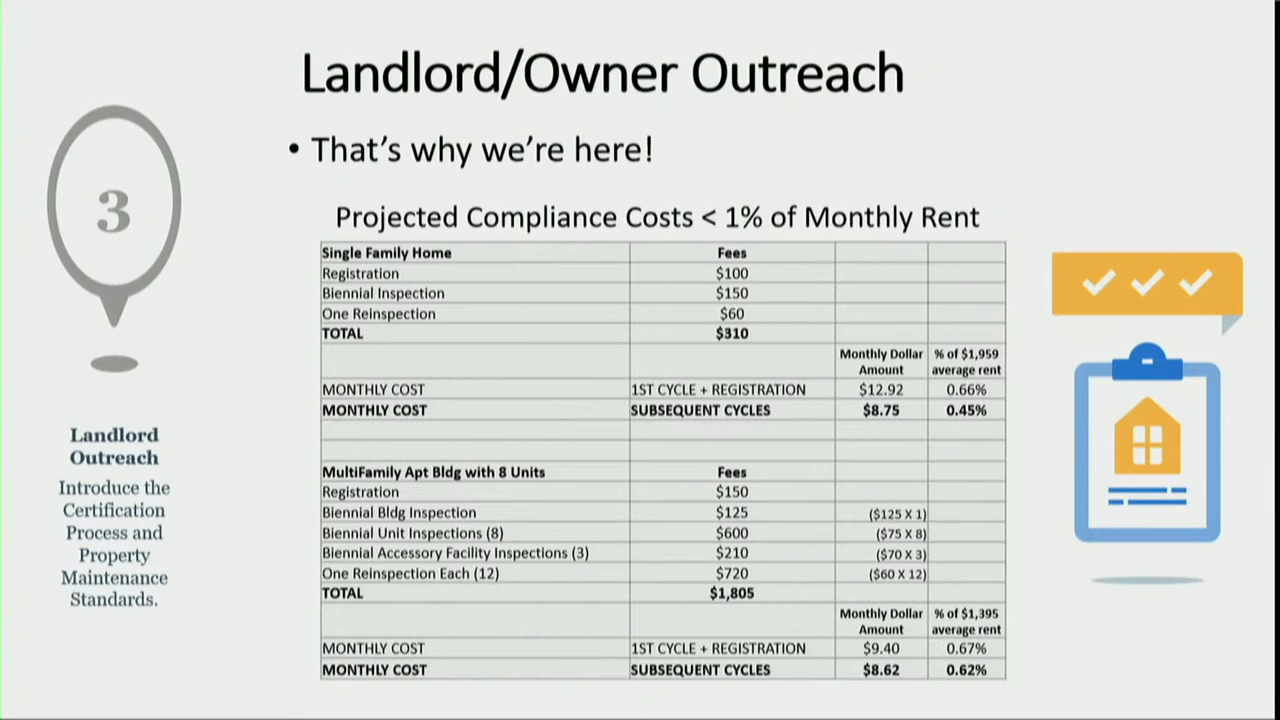 Landlord/Owner Outreach
• That's why we're here!
3
Landlord
Outreach
Introduce the
Certification
Process and
Property
Maintenance
Standards.
Projected Compliance Costs < 1% of Monthly Rent
Single Family Home Fees
Registration $100
Biennial Inspection $150
One Reinspection $60
TOTAL $310
Monthly Dollar Amount % of $1,959 average rent
MONTHLY COST 1ST CYCLE + REGISTRATION $12.92 0.66%
MONTHLY COST SUBSEQUENT CYCLES $8.75 0.45%
MultiFamily Apt Bldg with 8 Units Fees
Registration $150
Biennial Bldg Inspection $125 ($125 X 1)
Biennial Unit Inspections (8) $600 ($75 X 8)
Biennial Accessory Facility Inspections (3) $210 ($70 X 3)
One Reinspection Each (12) $720 ($60 X 12)
TOTAL $1,805
Monthly Dollar Amount % of $1,395 average rent
MONTHLY COST 1ST CYCLE + REGISTRATION $9.40 0.67%
MONTHLY COST SUBSEQUENT CYCLES $8.62 0.62%